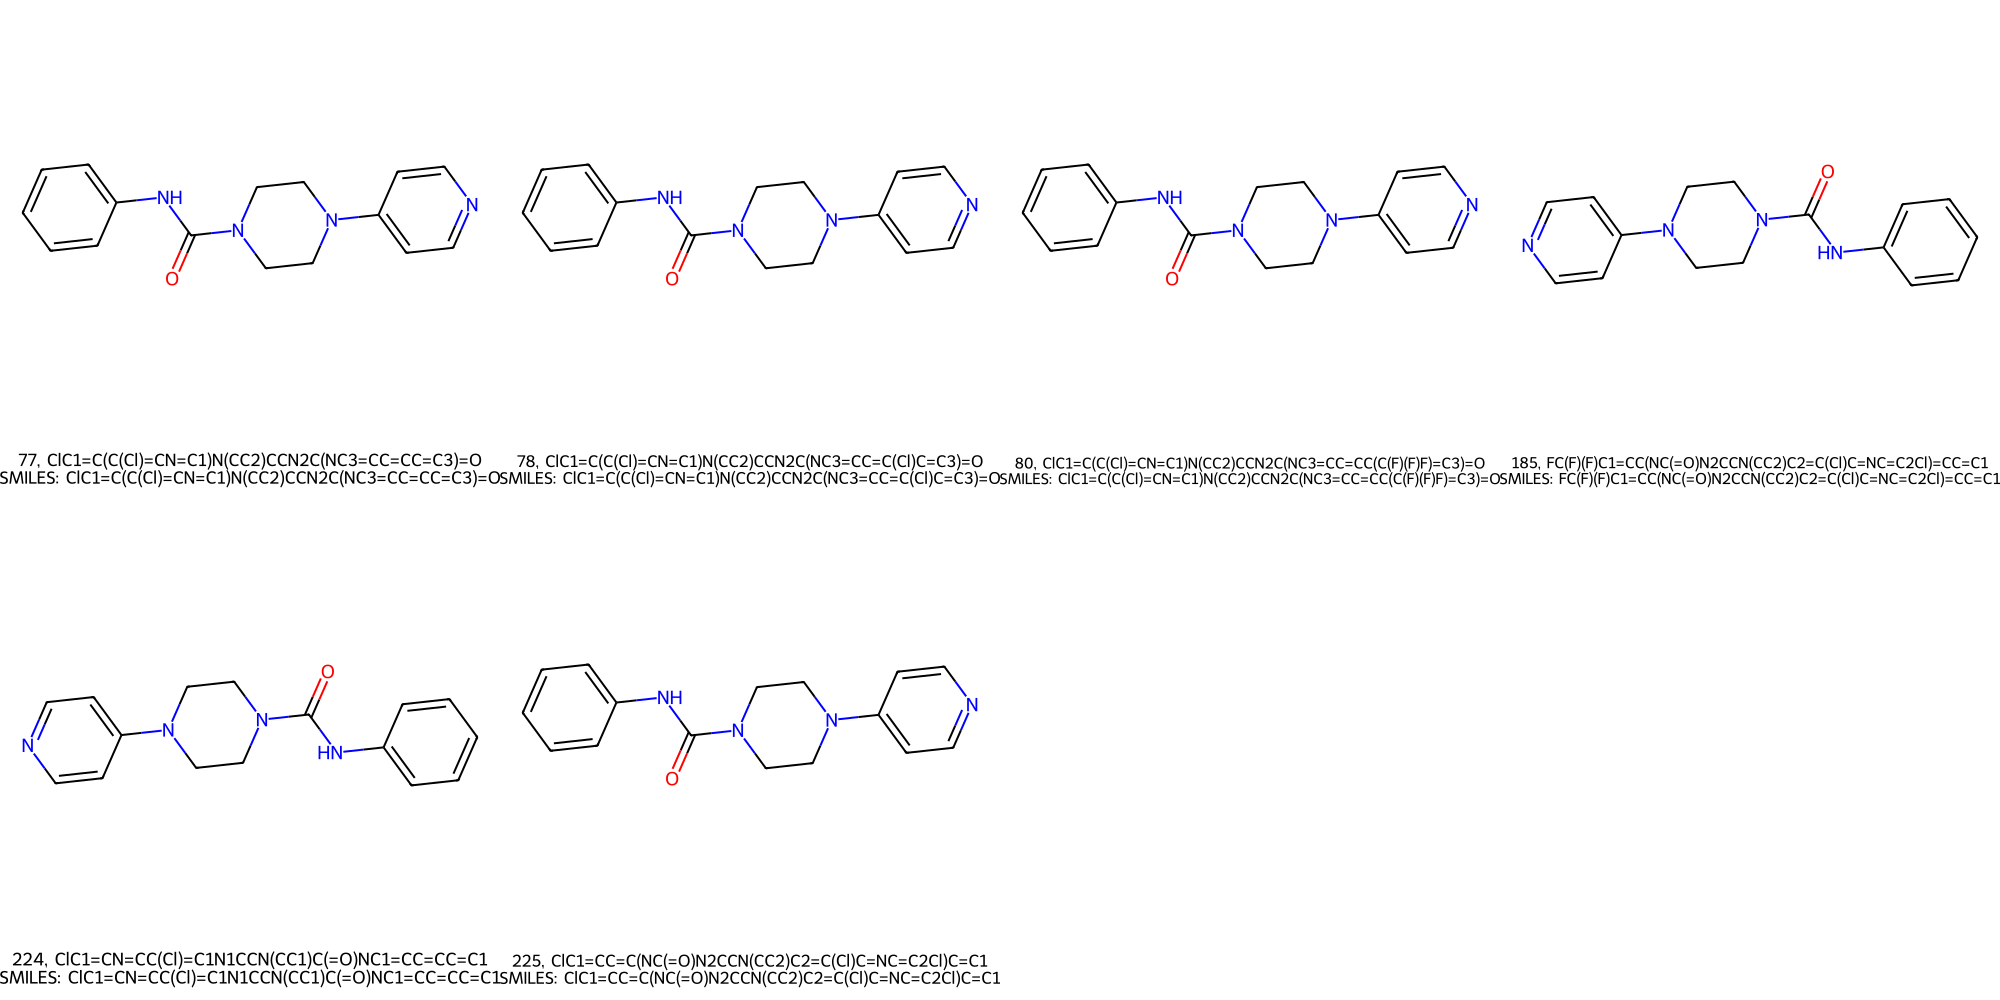 NH
N
N
N
O
NH
N
N
N
O
NH
N
N
N
O
O
N
N
N
HN
77, ClC1=C(C(Cl)=CN=C1)N(CC2)CCN2C(NC3=CC=CC=C3)=O
SMILES: ClC1=C(C(Cl)=CN=C1)N(CC2)CCN2C(NC3=CC=CC=C3)=O
78, ClC1=C(C(Cl)=CN=C1)N(CC2)CCN2C(NC3=CC=C(Cl)C=C3)=O
SMILES: ClC1=C(C(Cl)=CN=C1)N(CC2)CCN2C(NC3=CC=C(Cl)C=C3)=O
80, ClC1=C(C(Cl)=CN=C1)N(CC2)CCN2C(NC3=CC=CC(C(F)(F)F)=C3)=O
SMILES: ClC1=C(C(Cl)=CN=C1)N(CC2)CCN2C(NC3=CC=CC(C(F)(F)F)=C3)=O
185, FC(F)(F)C1=CC(NC(=O)N2CCN(CC2)C2=C(Cl)C=NC=C2Cl)=CC=C1
SMILES: FC(F)(F)C1=CC(NC(=O)N2CCN(CC2)C2=C(Cl)C=NC=C2Cl)=CC=C1
O
N
N
N
HN
NH
N
N
N
O
224, ClC1=CN=CC(Cl)=C1N1CCN(CC1)C(=O)NC1=CC=CC=C1
SMILES: ClC1=CN=CC(Cl)=C1N1CCN(CC1)C(=O)NC1=CC=CC=C1
225, ClC1=CC=C(NC(=O)N2CCN(CC2)C2=C(Cl)C=NC=C2Cl)C=C1
SMILES: ClC1=CC=C(NC(=O)N2CCN(CC2)C2=C(Cl)C=NC=C2Cl)C=C1